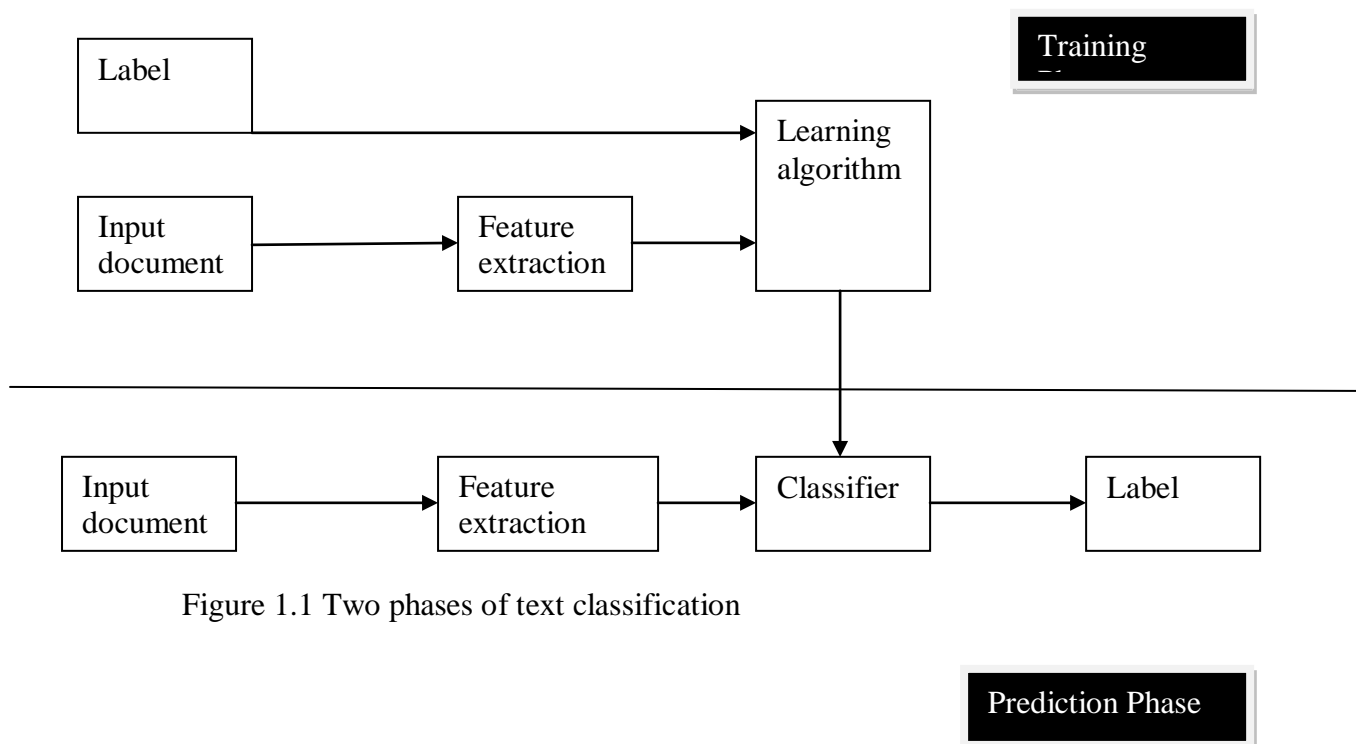 Label
Training
Learning
algorithm
Input
document
Feature
extraction
Input
document
Feature
extraction
Classifier
Label
Figure 1.1 Two phases of text classification
Prediction Phase